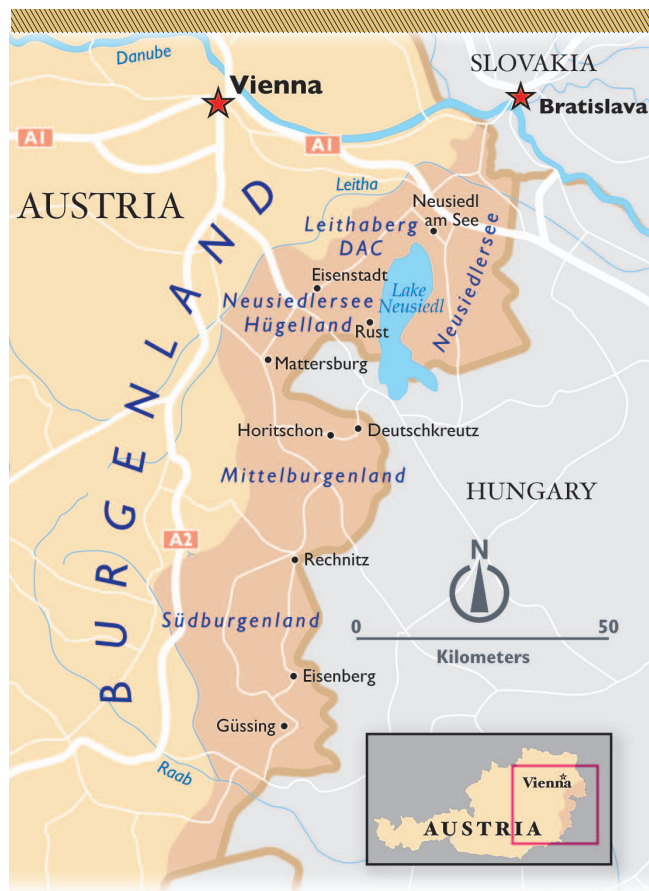 Danube
SLOVAKIA
Vienna
Bratislava
A1
A1
Leitha
AUSTRIA
BURGENLAND
Neusiedl
am See
Leithaberg
DAC
Neusiedlersee
Eisenstadt
Lake
Neusiedl
Neusiedlersee
Hügelland
Rust
Mattersburg
Horitschon
Deutschkreutz
Mittelburgenland
HUNGARY
A2
N
Rechnitz
Südburgenland
0 50
Kilometers
Eisenberg
Güssing
Raab
Vienna
AUSTRIA